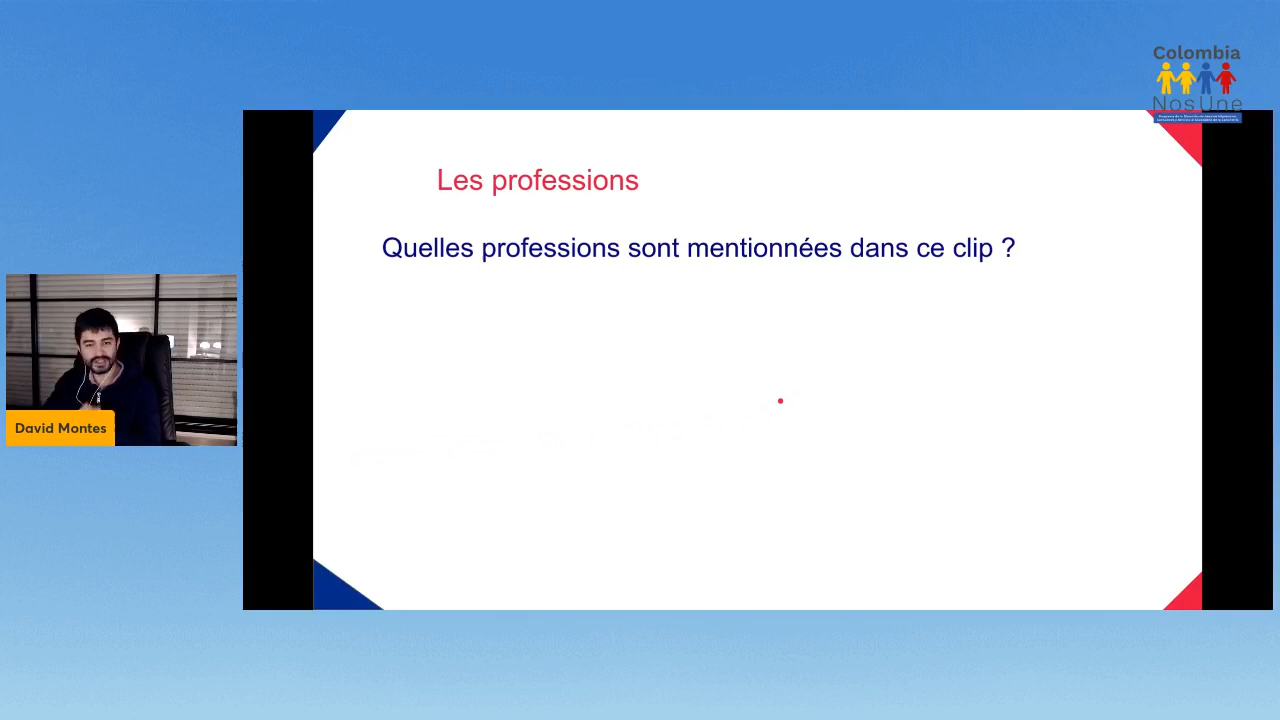 Colombia
NosUne
Les professions
Quelles professions sont mentionnées dans ce clip ?
David Montes